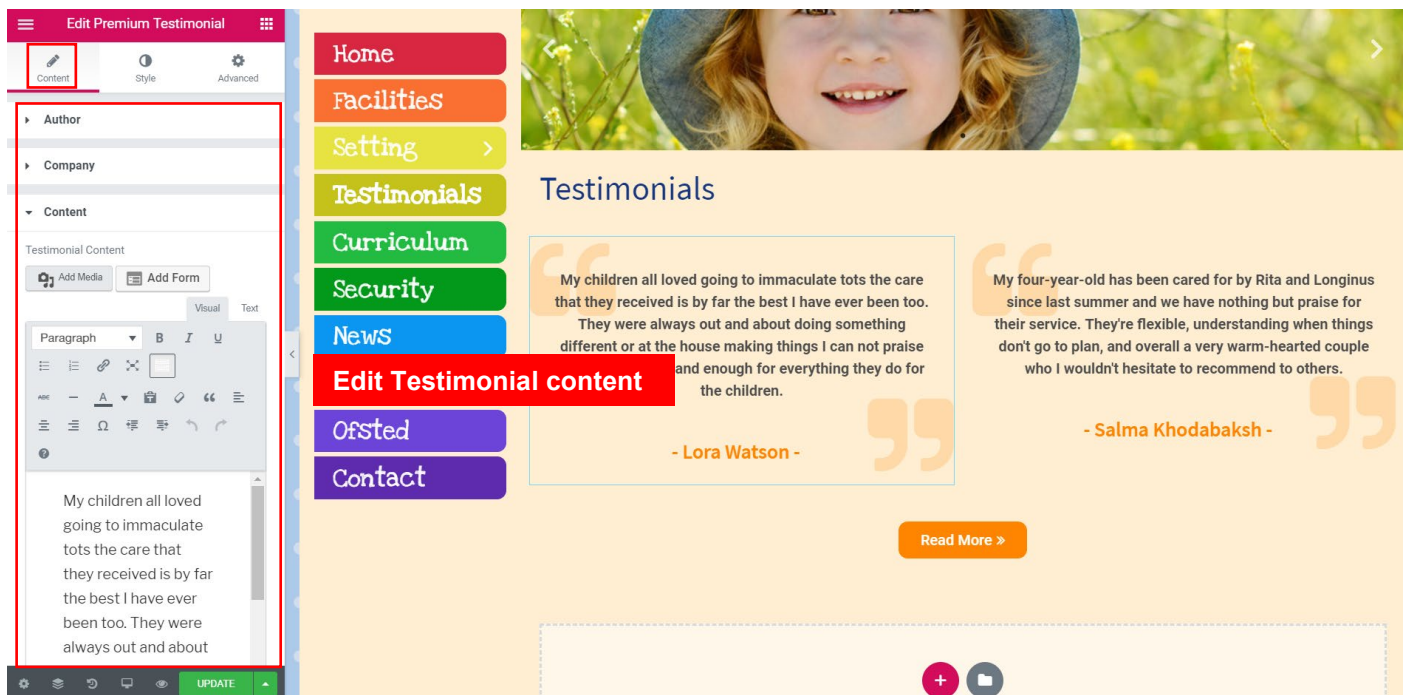 Edit Premium Testimonial
Content
Style
Advanced
Author
Company
Content
Testimonial Content
Add Media
Add Form
Visual
Text
Paragraph
B I U
ABE
A
Ω
My children all loved
going to immaculate
tots the care that
they received is by far
the best I have ever
been too. They were
always out and about
UPDATE
Home
Facilities
Setting
Testimonials
Curriculum
Security
News
Edit Testimonial content
Ofsted
Contact
Testimonials
My children all loved going to immaculate tots the care
that they received is by far the best I have ever been too.
They were always out and about doing something
different or at the house making things I can not praise
and enough for everything they do for
the children.
- Lora Watson -
My four-year-old has been cared for by Rita and Longinus
since last summer and we have nothing but praise for
their service. They're flexible, understanding when things
don't go to plan, and overall a very warm-hearted couple
who I wouldn't hesitate to recommend to others.
- Salma Khodabaksh -
Read More »